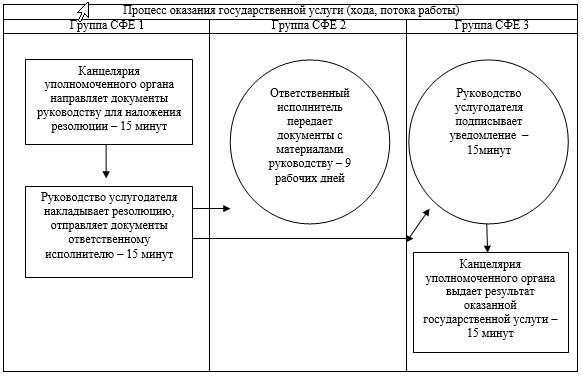 Процесс оказания государственной услуги (хода, потока работы)
Группа СФЕ 1
Группа СФЕ 2
Группа СФЕ 3
Канцелярия
уполномоченного органа
направляет документы
руководству для наложения
резолюции – 15 минут
Руководство услугодателя
накладывает резолюцию,
отправляет документы
ответственному
исполнителю – 15 минут
Ответственный
исполнитель
передает
документы с
материалами
руководству – 9
рабочих дней
Руководство
услугодателя
подписывает
уведомление –
15минут
Канцелярия
уполномоченного органа
выдает результат
оказанной
государственной услуги –
15 минут